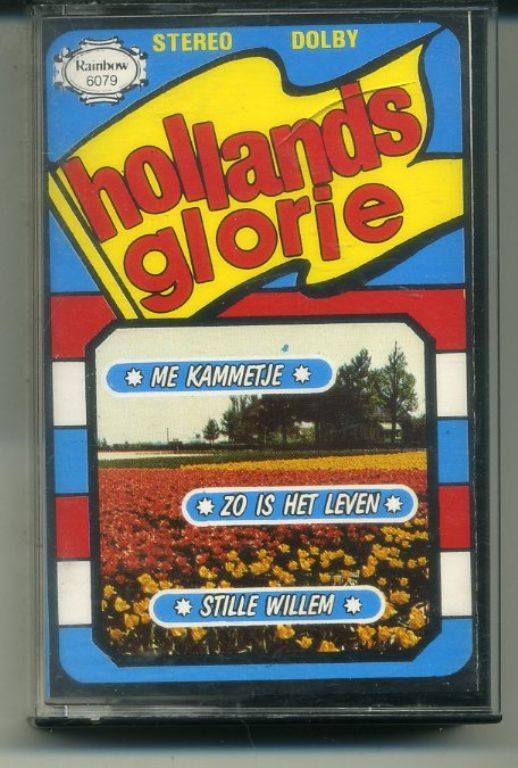 STEREO DOLBY
Rainbow
6079
hollands
glorie
ME KAMMETJE
ZO IS HET LEVEN
STILLE WILLEM